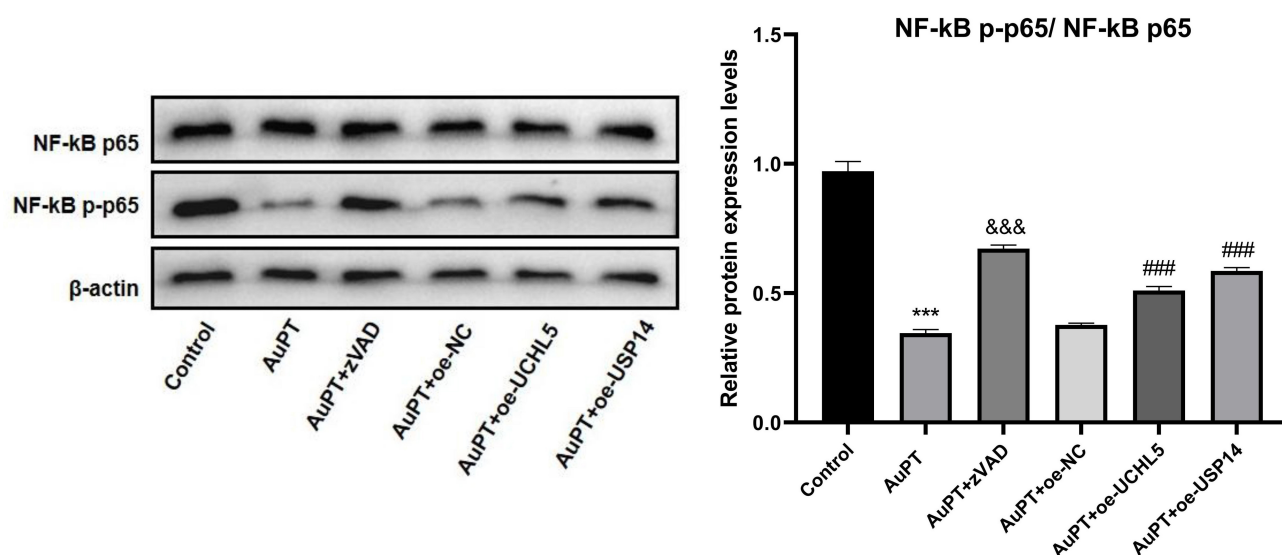 NF-kB p65
NF-kB p-p65
β-actin
Control
AuPT
AuPT+zVAD
AuPT+oe-NC
AuPT+oe-UCHL5
AuPT+oe-USP14
NF-kB p-p65/ NF-kB p65
Relative protein expression levels
1.5
1.0
0.5
0.0
***
&&&
###
###
Control
AuPT
AuPT+zVAD
AuPT+oe-NC
AuPT+oe-UCHL5
AuPT+oe-USP14